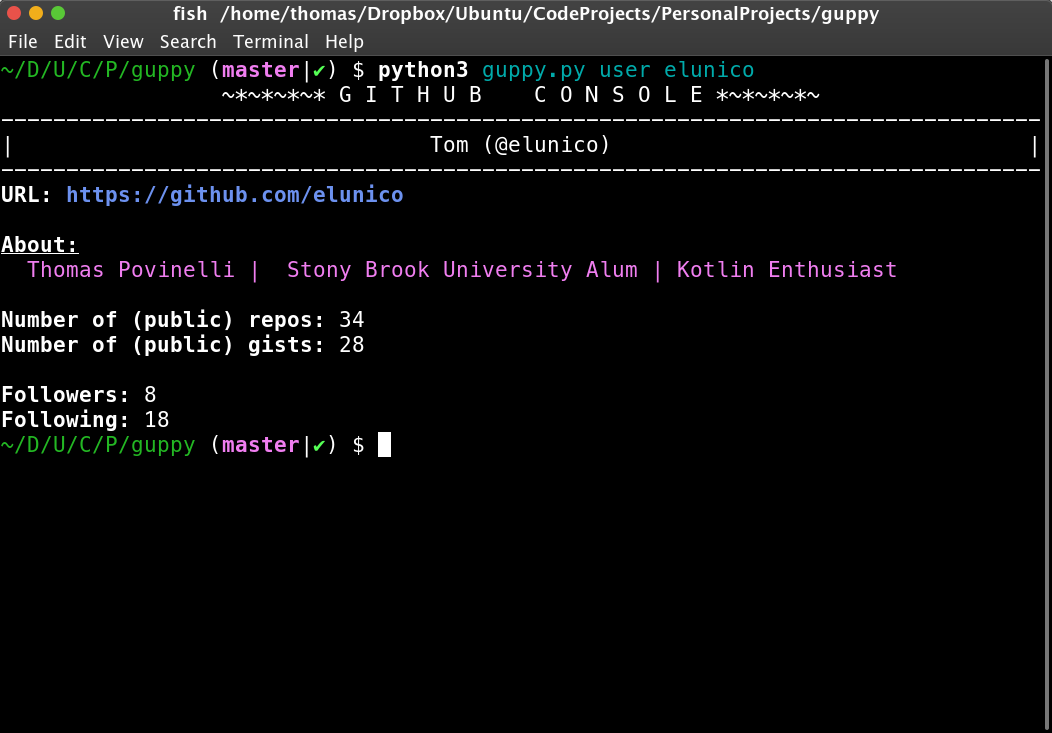 fish /home/thomas/Dropbox/Ubuntu/CodeProjects/PersonalProjects/guppy
File Edit View Search Terminal Help
~/D/U/C/P/guppy (master|✔) $ python3 guppy.py user elunico
~*~*~*~* G I T H U B    C O N S O L E *~*~*~*~
--------------------------------------------------------------------------------
|                                Tom (@elunico)                                |
--------------------------------------------------------------------------------
URL: https://github.com/elunico
About:
  Thomas Povinelli |  Stony Brook University Alum | Kotlin Enthusiast
Number of (public) repos: 34
Number of (public) gists: 28
Followers: 8
Following: 18
~/D/U/C/P/guppy (master|✔) $